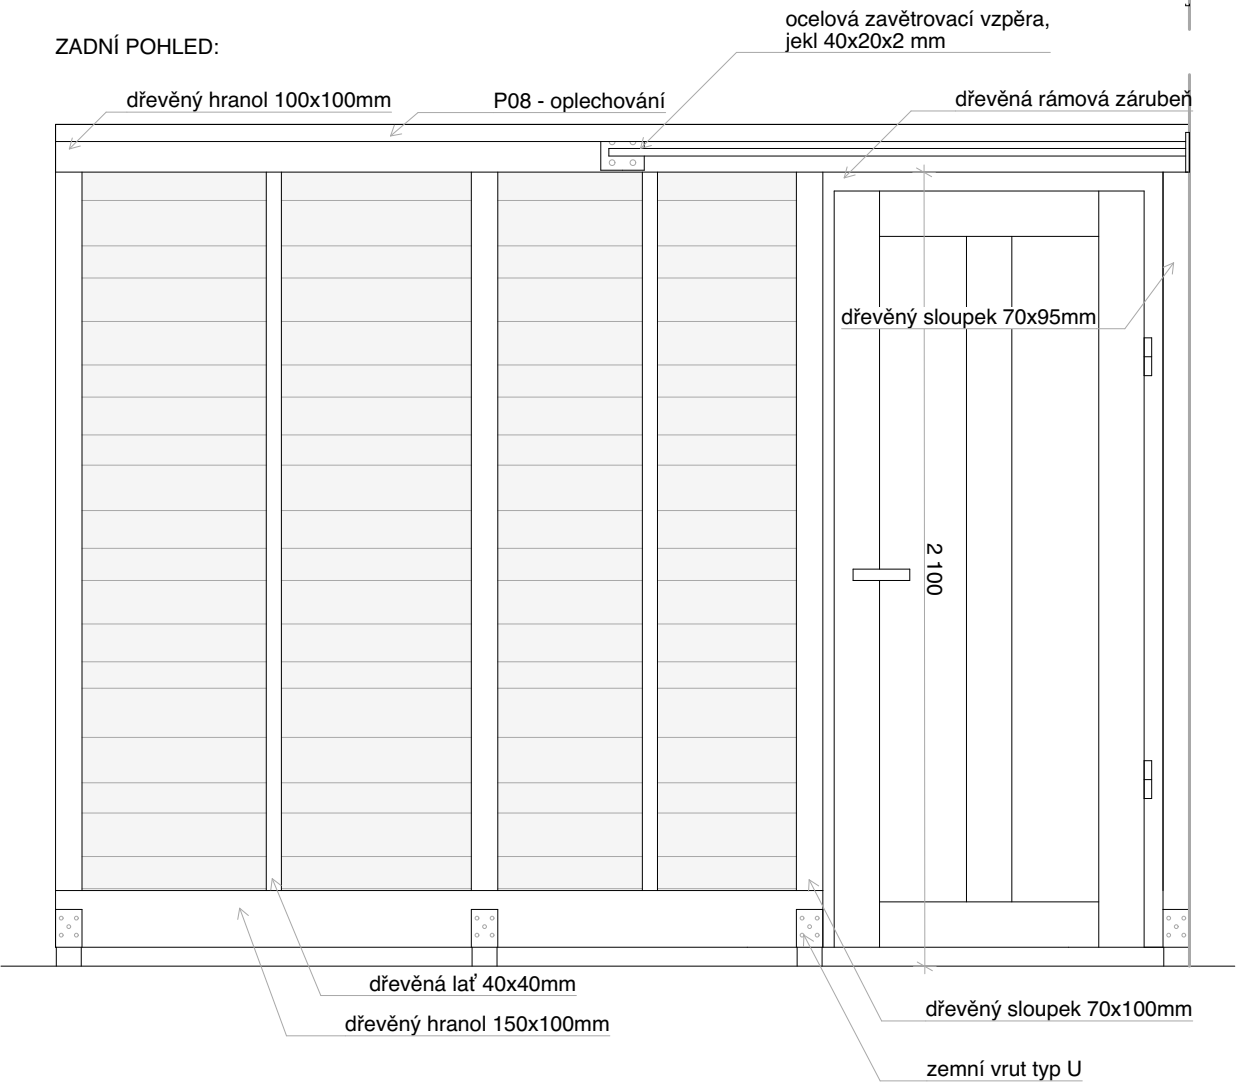 ZADNÍ POHLED:
ocelová zavětrovací vzpěra,
jekl 40x20x2 mm
dřevěný hranol 100x100mm
P08 - oplechování
dřevěná rámová zárubeň
dřevěný sloupek 70x95mm
2 100
dřevěná lať 40x40mm
dřevěný hranol 150x100mm
dřevěný sloupek 70x100mm
zemní vrut typ U